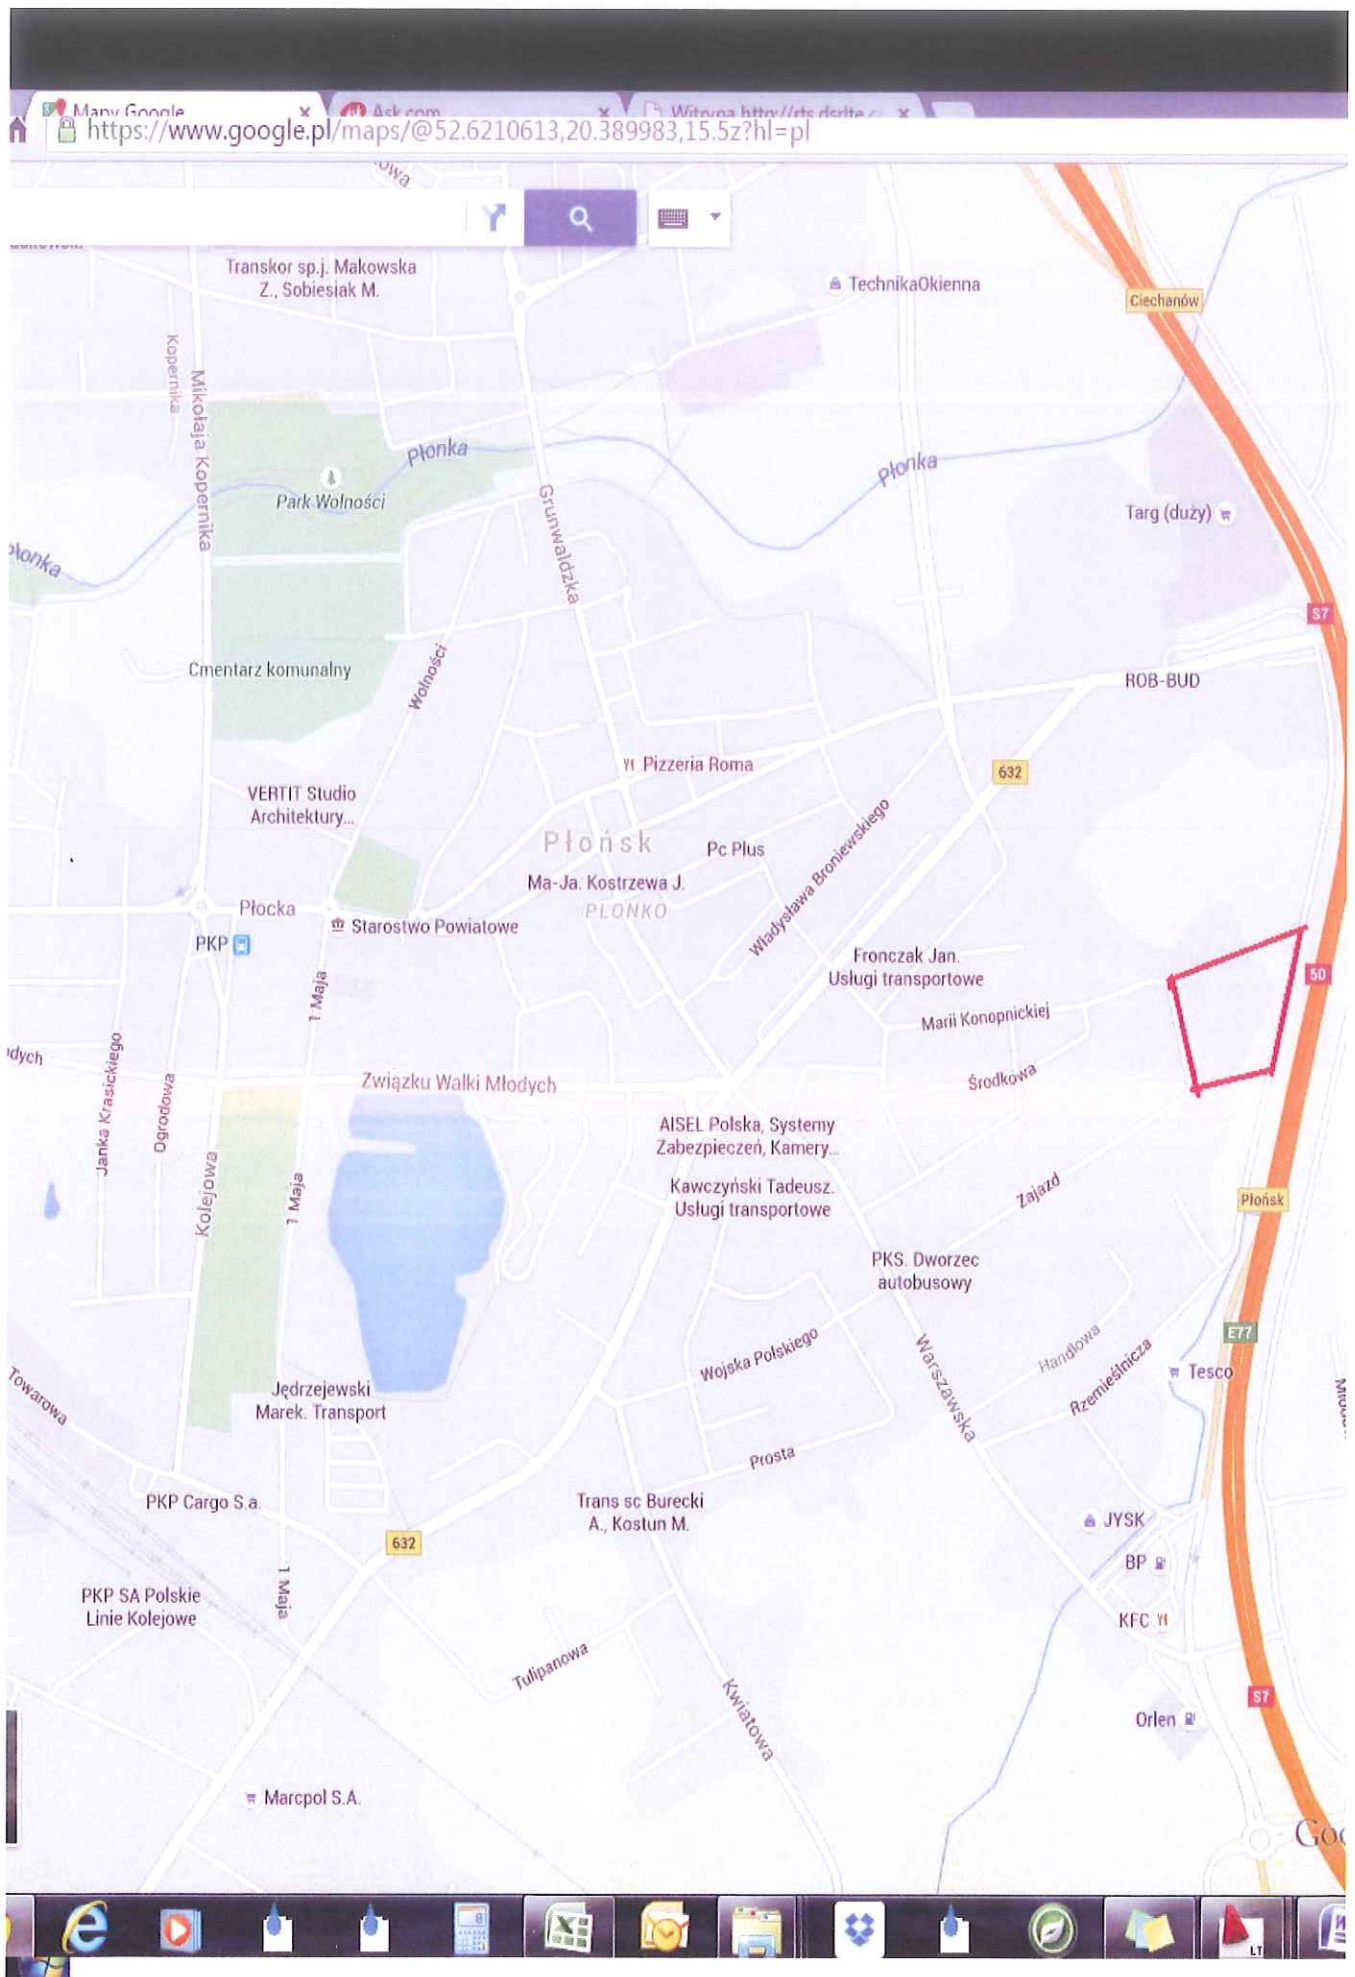 Mapy Google
Ask.com
https://www.google.pl/maps/@52.6210613,20.389983,15.5z?hl=pl
Transkor sp.j. Makowska
Z., Sobiesiak M.
TechnikaOkienna
Ciechanów
Kopernika
Mikołaja Kopernika
Płonka
Płonka
Park Wolności
Grunwaldzka
Targ (duży)
S7
Cmentarz komunalny
Wolności
ROB-BUD
Pizzeria Roma
632
VERTIT Studio
Architektury...
Płońsk
Pc Plus
Władysława Broniewskiego
Ma-Ja. Kostrzewa J.
PLONKO
Płocka
Starostwo Powiatowe
PKP
Fronczak Jan.
Usługi transportowe
50
1 Maja
Marii Konopnickiej
Środkowa
Janka Krasickiego
Ogrodowa
Związku Walki Młodych
AISEL Polska, Systemy
Zabezpieczeń, Kamery...
Kawczyński Tadeusz.
Usługi transportowe
Zajazd
Płońsk
Kolejowa
1 Maja
PKS. Dworzec
autobusowy
E77
Wojska Polskiego
Warszawska
Handlowa
Rzemieślnicza
Tesco
Towarowa
Jędrzejewski
Marek. Transport
Prosta
PKP Cargo S.a.
Trans sc Burecki
A., Kostun M.
JYSK
632
BP
PKP SA Polskie
Linie Kolejowe
1 Maja
KFC
Tulipanowa
Kwiatowa
S7
Orlen
Marcpol S.A.
LT